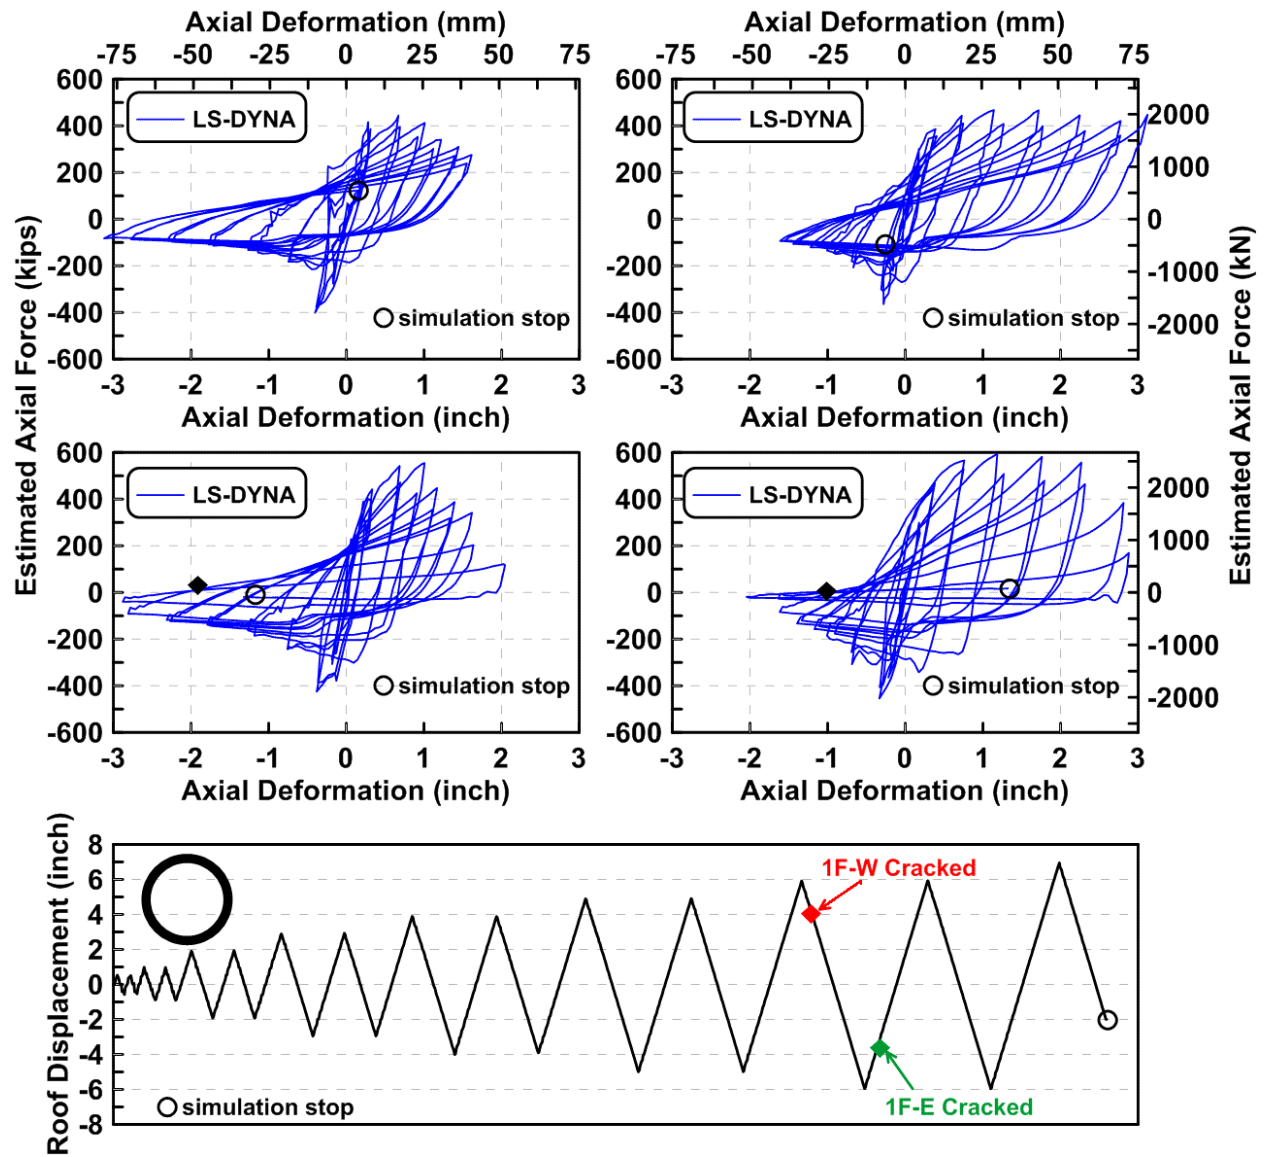 Axial Deformation (mm) Axial Deformation (mm)
-75 -50 -25 0 25 50 75 -75 -50 -25 0 25 50 75
600 600
LS-DYNA LS-DYNA
400 400 2000
200 200 1000
0 0 0
-200 -200 -1000
-400 simulation stop -400 simulation stop -2000
-600 -600
-3 -2 -1 0 1 2 3 -3 -2 -1 0 1 2 3
Axial Deformation (inch) Axial Deformation (inch)
Estimated Axial Force (kips) Estimated Axial Force (kN)
600 600
LS-DYNA LS-DYNA 2000
400 400
200 200 1000
0 0 0
-200 -200 -1000
-400 simulation stop -400 simulation stop -2000
-600 -600
-3 -2 -1 0 1 2 3 -3 -2 -1 0 1 2 3
Axial Deformation (inch) Axial Deformation (inch)
Roof Displacement (inch)
8
1F-W Cracked
6
4
2
0
-2
-4
-6
1F-E Cracked
simulation stop
-8